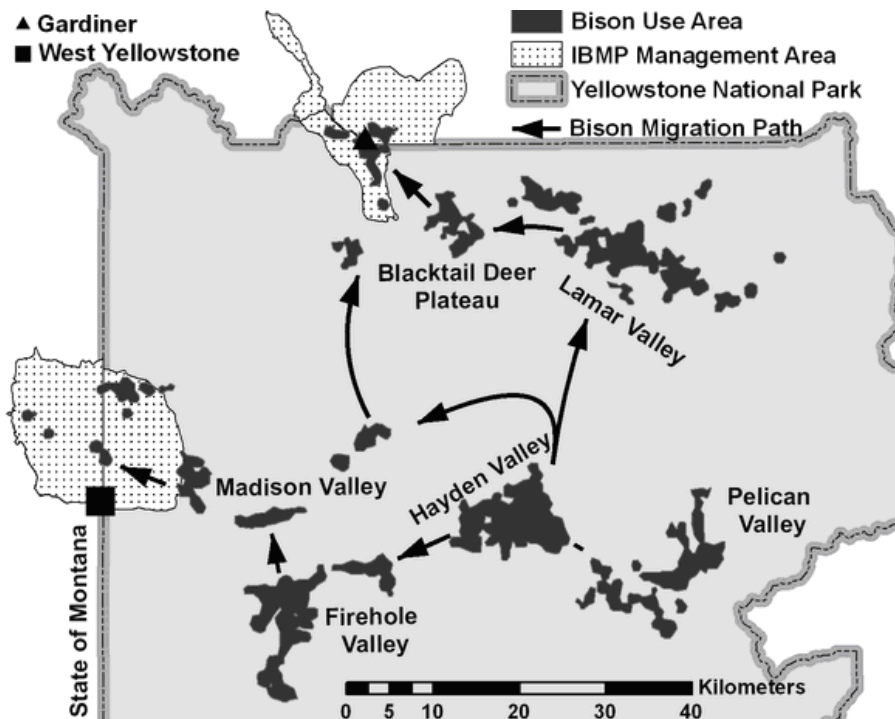 Gardiner
West Yellowstone
Bison Use Area
IBMP Management Area
Yellowstone National Park
Bison Migration Path
Blacktail Deer
Plateau
Lamar Valley
Madison Valley
Hayden Valley
Pelican
Valley
Firehole
Valley
State of Montana
Kilometers
0 5 10 20 30 40